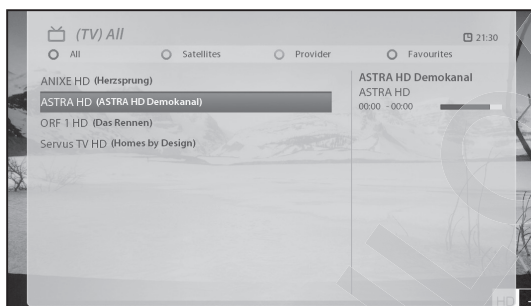 (TV) All
21:30
All Satellites Provider Favourites
ANIXE HD (Herzsprung)
ASTRA HD (ASTRA HD Demokanal)
ORF 1 HD (Das Rennen)
Servus TV HD (Homes by Design)
ASTRA HD Demokanal
ASTRA HD
00:00 - 00:00
HD